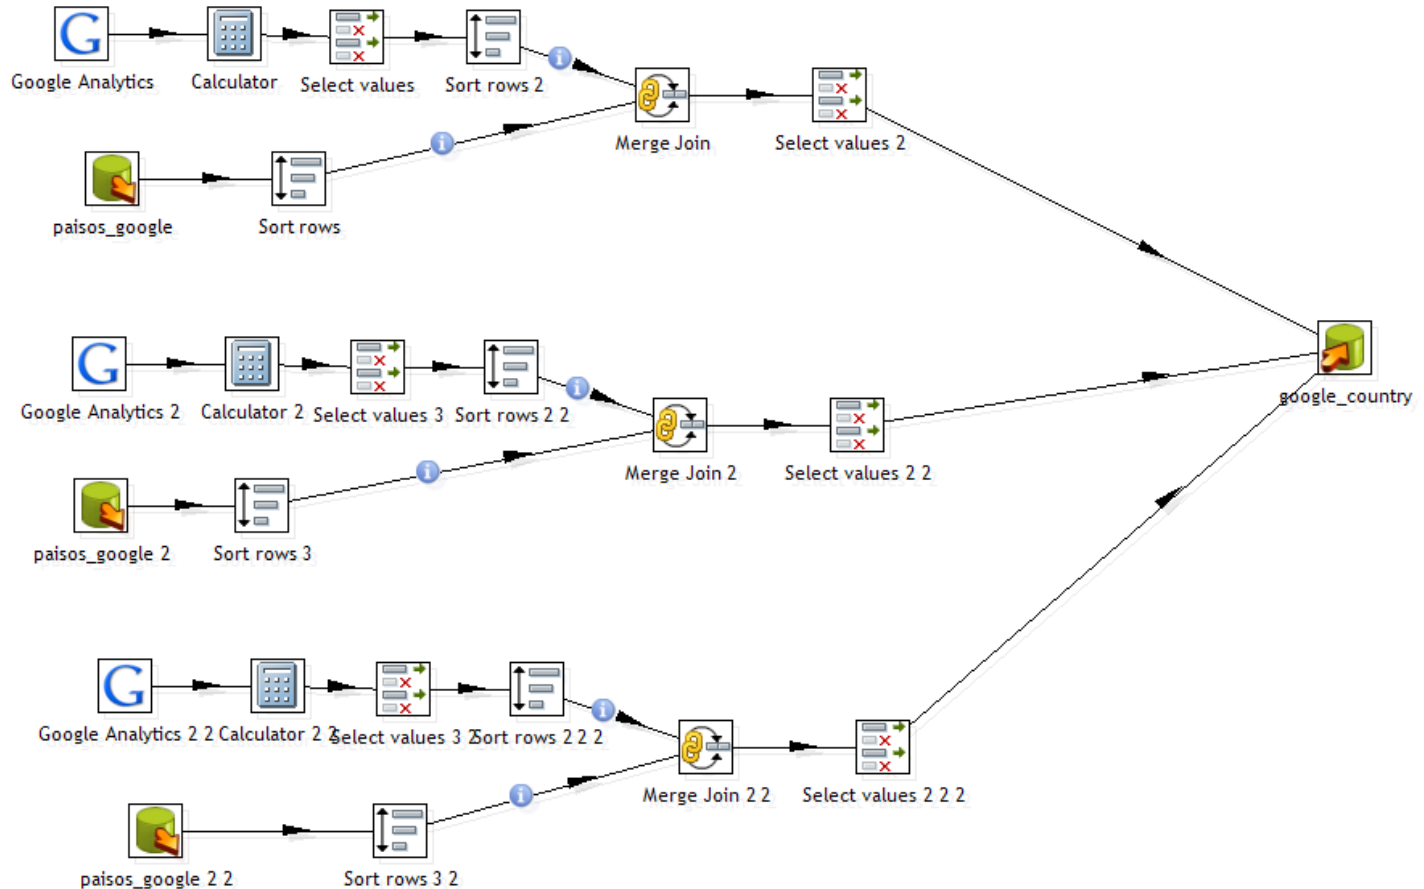 Google Analytics
Calculator
Select values
Sort rows 2
Merge Join
Select values 2
paisos_google
Sort rows
google_country
Google Analytics 2
Calculator 2
Select values 3
Sort rows 2 2
Merge Join 2
Select values 2 2
paisos_google 2
Sort rows 3
Google Analytics 2 2
Calculator 2 2
Select values 3 2
Sort rows 2 2 2
Merge Join 2 2
Select values 2 2 2
paisos_google 2 2
Sort rows 3 2